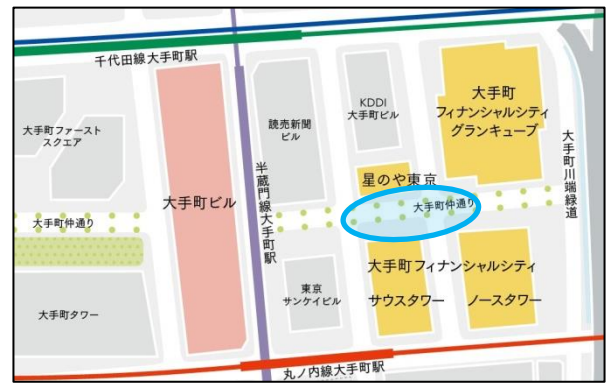 千代田線大手町駅
大手町ファースト
スクエア
大手町仲通り
大手町タワー
大手町ビル
半蔵門線大手町駅
読売新聞
ビル
東京
サンケイビル
KDDI
大手町ビル
星のや東京
大手町
フィナンシャルシティ
グランキューブ
大手町仲通り
大手町川端緑道
大手町フィナンシャルシティ
サウスタワー
ノースタワー
丸ノ内線大手町駅